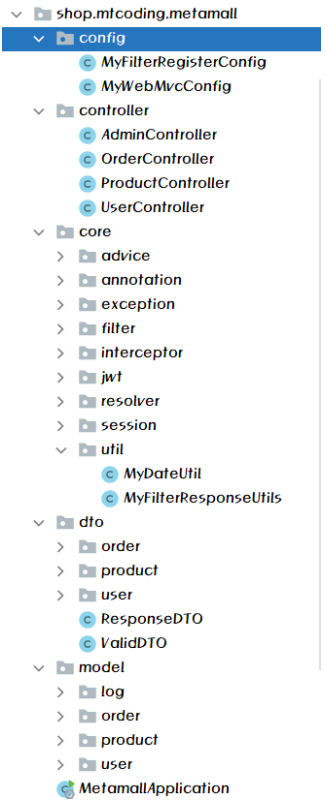 shop.mtcoding.metamall
config
MyFilterRegisterConfig
MyWebMvcConfig
controller
AdminController
OrderController
ProductController
UserController
core
advice
annotation
exception
filter
interceptor
jwt
resolver
session
util
MyDateUtil
MyFilterResponseUtils
dto
order
product
user
ResponseDTO
ValidDTO
model
log
order
product
user
MetamallApplication